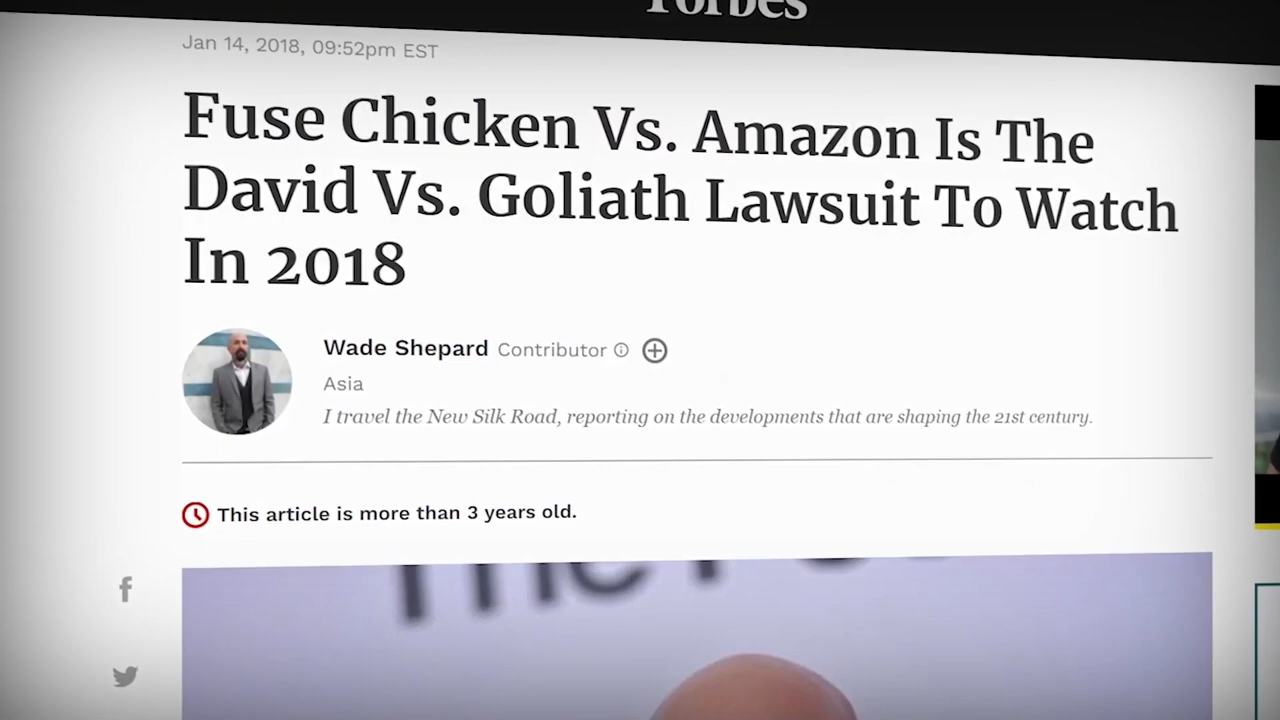 Forbes
Jan 14, 2018, 09:52pm EST
Fuse Chicken Vs. Amazon Is The
David Vs. Goliath Lawsuit To Watch
In 2018
Wade Shepard Contributor
Asia
I travel the New Silk Road, reporting on the developments that are shaping the 21st century.
This article is more than 3 years old.